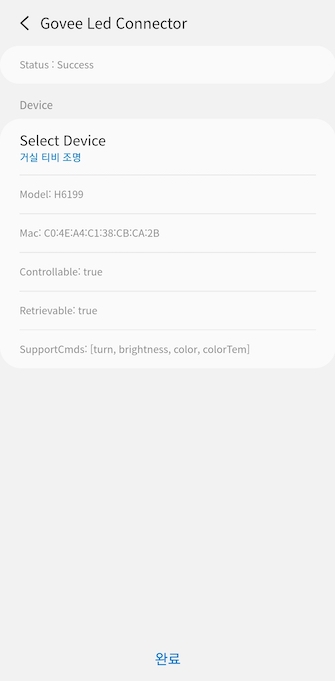 Govee Led Connector
Status : Success
Device
Select Device
거실 티비 조명
Model: H6199
Mac: C0:4E:A4:C1:38:CB:CA:2B
Controllable: true
Retrievable: true
SupportCmds: [turn, brightness, color, colorTem]
완료